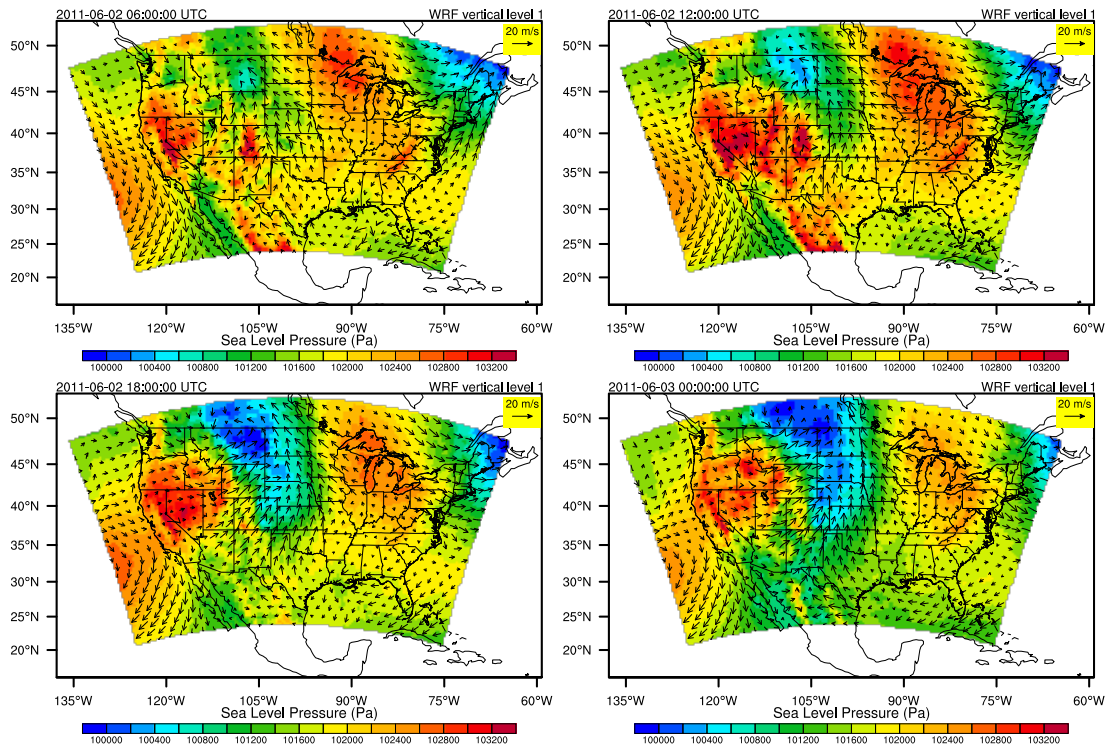 2011-06-02 06:00:00 UTC WRF vertical level 1
20 m/s
50°N
45°N
40°N
35°N
30°N
25°N
20°N
135°W 120°W 105°W 90°W 75°W 60°W
Sea Level Pressure (Pa)
100000 100400 100800 101200 101600 102000 102400 102800 103200
2011-06-02 12:00:00 UTC WRF vertical level 1
20 m/s
50°N
45°N
40°N
35°N
30°N
25°N
20°N
135°W 120°W 105°W 90°W 75°W 60°W
Sea Level Pressure (Pa)
100000 100400 100800 101200 101600 102000 102400 102800 103200
2011-06-02 18:00:00 UTC WRF vertical level 1
20 m/s
50°N
45°N
40°N
35°N
30°N
25°N
20°N
135°W 120°W 105°W 90°W 75°W 60°W
Sea Level Pressure (Pa)
100000 100400 100800 101200 101600 102000 102400 102800 103200
2011-06-03 00:00:00 UTC WRF vertical level 1
20 m/s
50°N
45°N
40°N
35°N
30°N
25°N
20°N
135°W 120°W 105°W 90°W 75°W 60°W
Sea Level Pressure (Pa)
100000 100400 100800 101200 101600 102000 102400 102800 103200